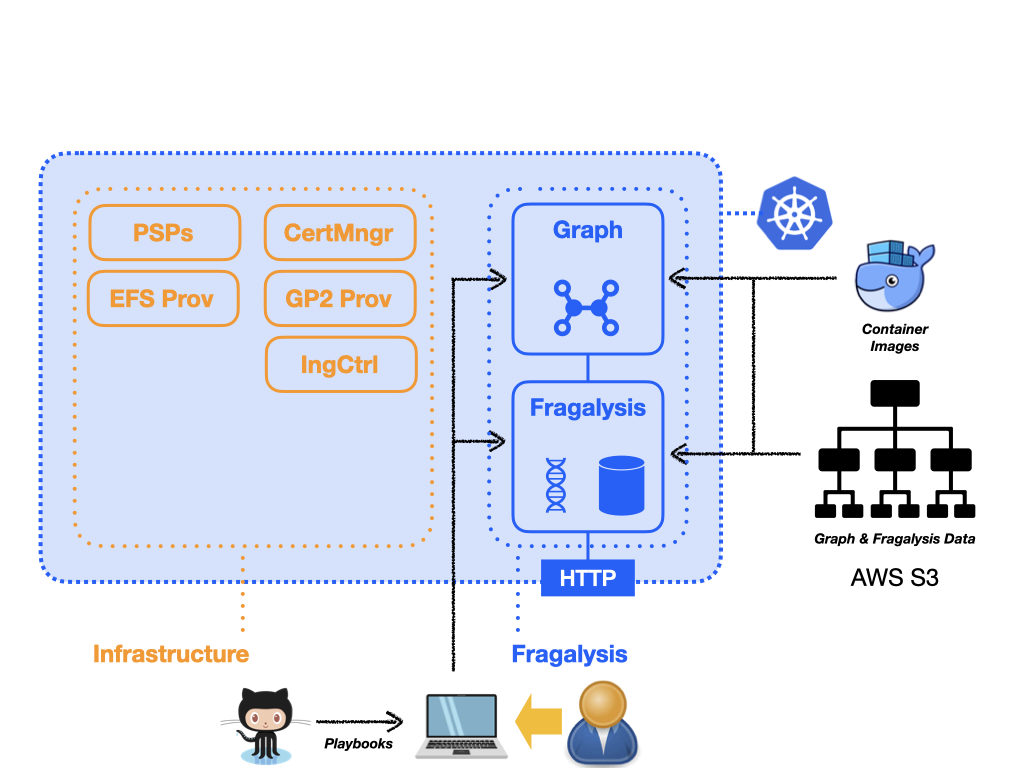 PSPs
CertMngr
EFS Prov
GP2 Prov
IngCtrl
Graph
Fragalysis
HTTP
Container
Images
Graph & Fragalysis Data
AWS S3
Infrastructure
Fragalysis
Playbooks